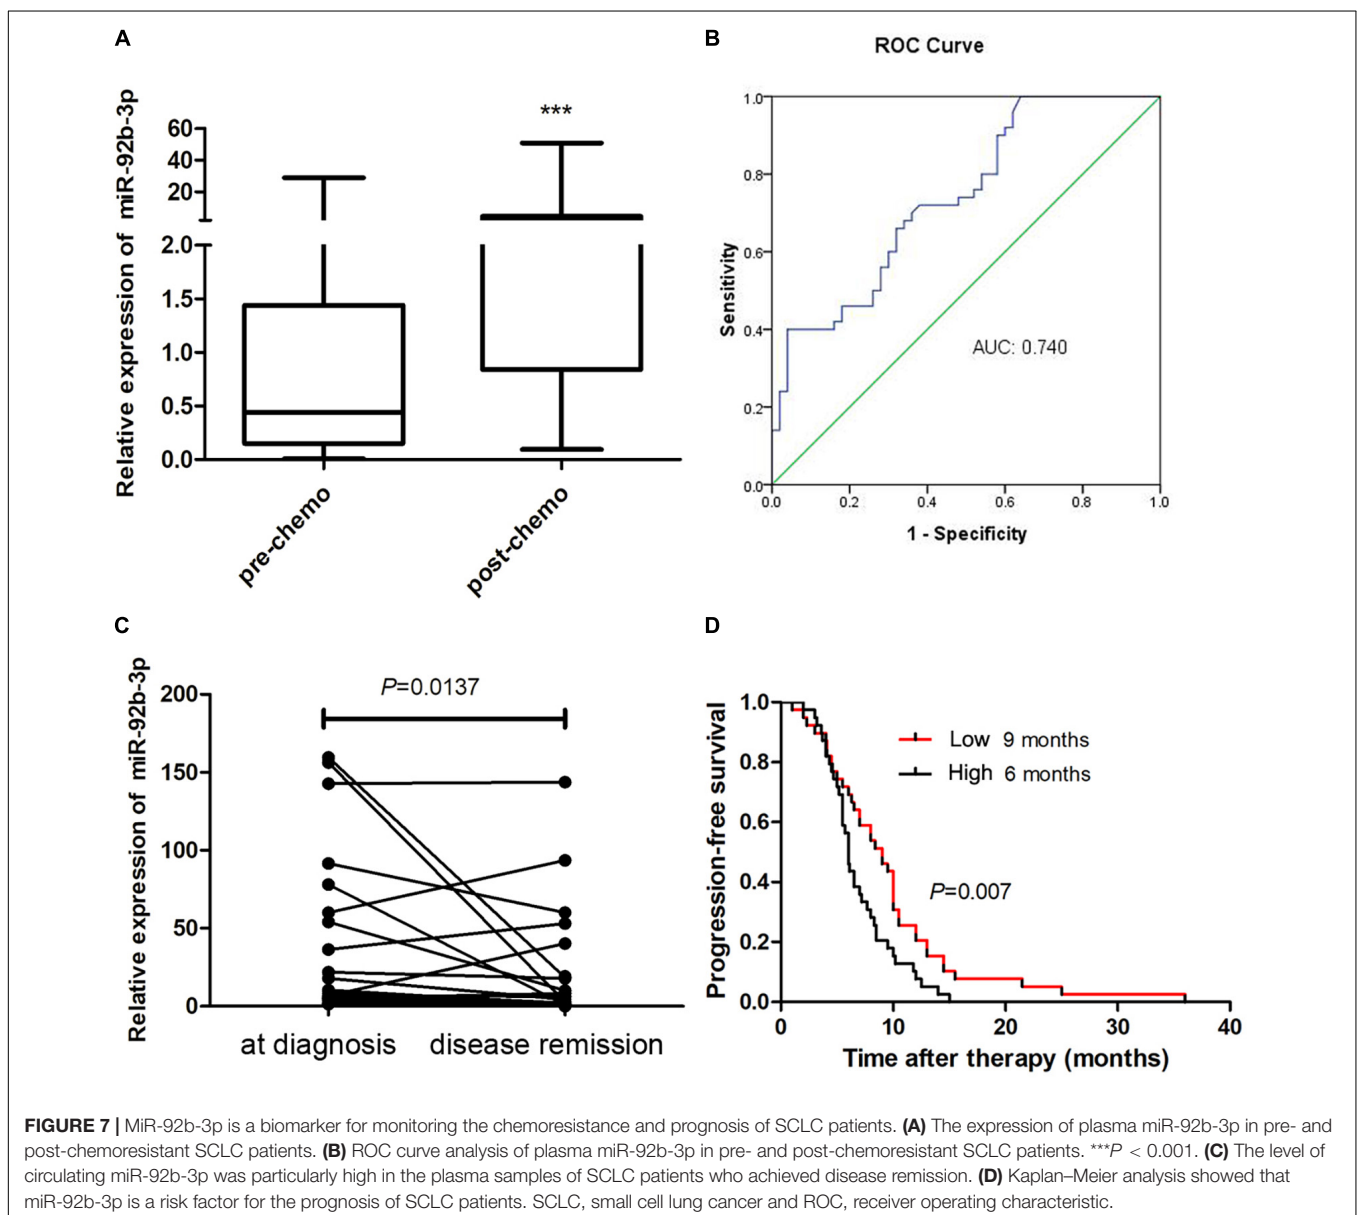 A
Relative expression of miR-92b-3p
60
40
20
2.0
1.5
1.0
0.5
0.0
***
pre-chemo
post-chemo
B
ROC Curve
Sensitivity
1.0
0.8
0.6
0.4
0.2
0.0
AUC: 0.740
0.0 0.2 0.4 0.6 0.8 1.0
1 - Specificity
C
Relative expression of miR-92b-3p
200
150
100
50
0
P=0.0137
at diagnosis disease remission
D
Progression-free survival
1.0
0.8
0.6
0.4
0.2
0.0
Low 9 months
High 6 months
P=0.007
0 10 20 30 40
Time after therapy (months)
FIGURE 7 | MiR-92b-3p is a biomarker for monitoring the chemoresistance and prognosis of SCLC patients. (A) The expression of plasma miR-92b-3p in pre- and
post-chemoresistant SCLC patients. (B) ROC curve analysis of plasma miR-92b-3p in pre- and post-chemoresistant SCLC patients. ***P < 0.001. (C) The level of
circulating miR-92b-3p was particularly high in the plasma samples of SCLC patients who achieved disease remission. (D) Kaplan–Meier analysis showed that
miR-92b-3p is a risk factor for the prognosis of SCLC patients. SCLC, small cell lung cancer and ROC, receiver operating characteristic.